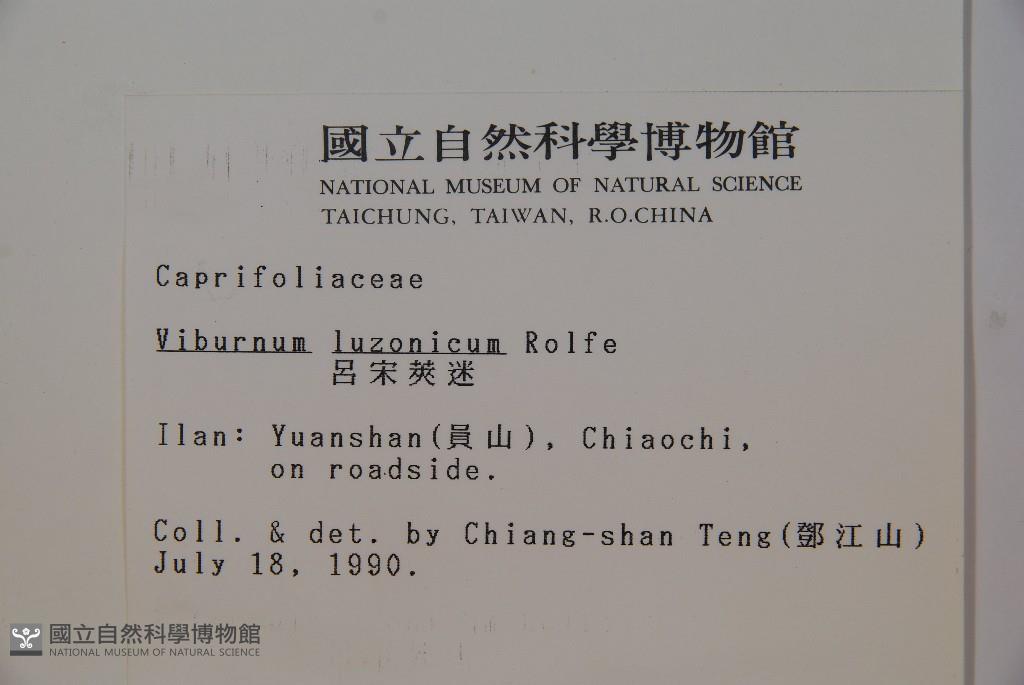 國立自然科學博物館
NATIONAL MUSEUM OF NATURAL SCIENCE
TAICHUNG, TAIWAN, R.O.CHINA
Caprifoliaceae
Viburnum luzonicum Rolfe
呂宋莢迷
Ilan: Yuanshan(員山), Chiaochi,
on roadside.
Coll. & det. by Chiang-shan Teng(鄧江山)
July 18, 1990.
國立自然科學博物館
NATIONAL MUSEUM OF NATURAL SCIENCE